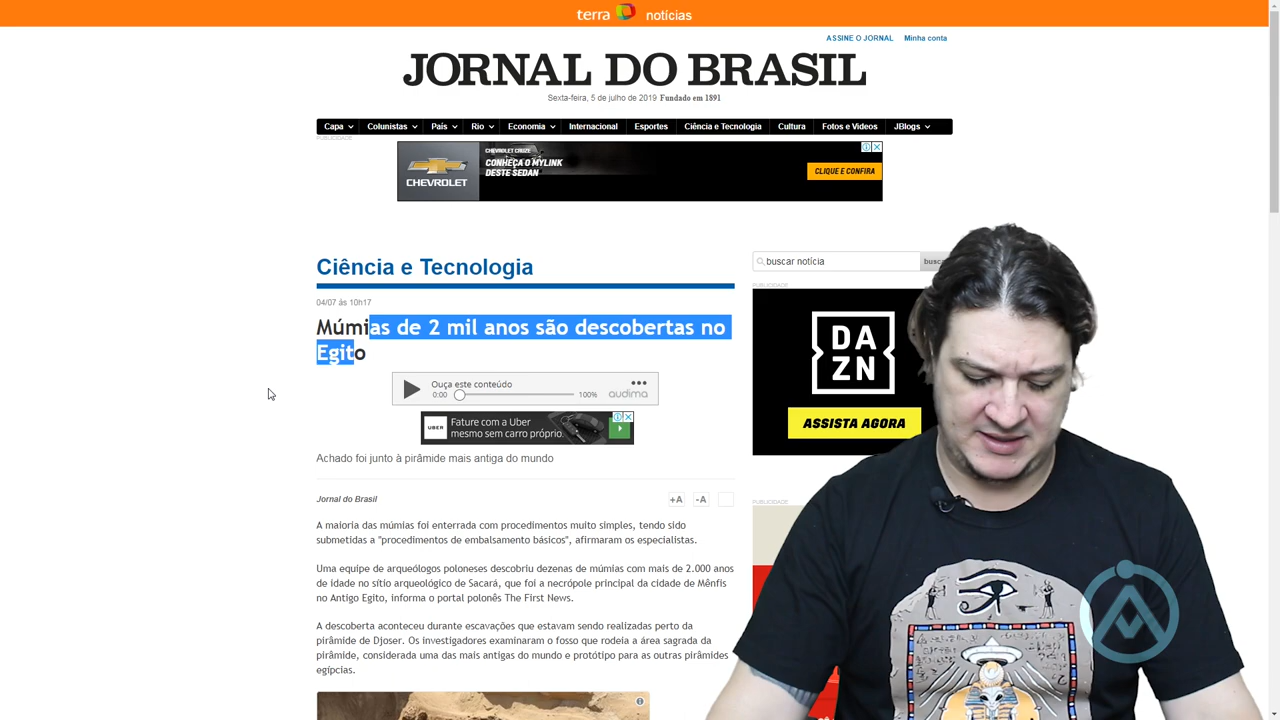 terra notícias
ASSINE O JORNAL Minha conta
JORNAL DO BRASIL
Sexta-feira, 5 de julho de 2019 Fundado em 1891
Capa Colunistas País Rio Economia Internacional Esportes Ciência e Tecnologia Cultura Fotos e Videos JBlogs
PUBLICIDADE
CHEVROLET CRUZE
CONHEÇA O MYLINK
DESTE SEDAN
CHEVROLET
CLIQUE E CONFIRA
Ciência e Tecnologia
04/07 às 10h17
Múmias de 2 mil anos são descobertas no
Egito
Ouça este conteúdo
0:00 100% audima
UBER
Fature com a Uber
mesmo sem carro próprio.
Achado foi junto à pirâmide mais antiga do mundo
Jornal do Brasil
+A -A
A maioria das múmias foi enterrada com procedimentos muito simples, tendo sido
submetidas a "procedimentos de embalsamento básicos", afirmaram os especialistas.
Uma equipe de arqueólogos poloneses descobriu dezenas de múmias com mais de 2.000 anos
de idade no sítio arqueológico de Sacará, que foi a necrópole principal da cidade de Mênfis
no Antigo Egito, informa o portal polonês The First News.
A descoberta aconteceu durante escavações que estavam sendo realizadas perto da
pirâmide de Djoser. Os investigadores examinaram o fosso que rodeia a área sagrada da
pirâmide, considerada uma das mais antigas do mundo e protótipo para as outras pirâmides
egípcias.
buscar notícia busc
PUBLICIDADE
DAZN
ASSISTA AGORA
PUBLICIDADE